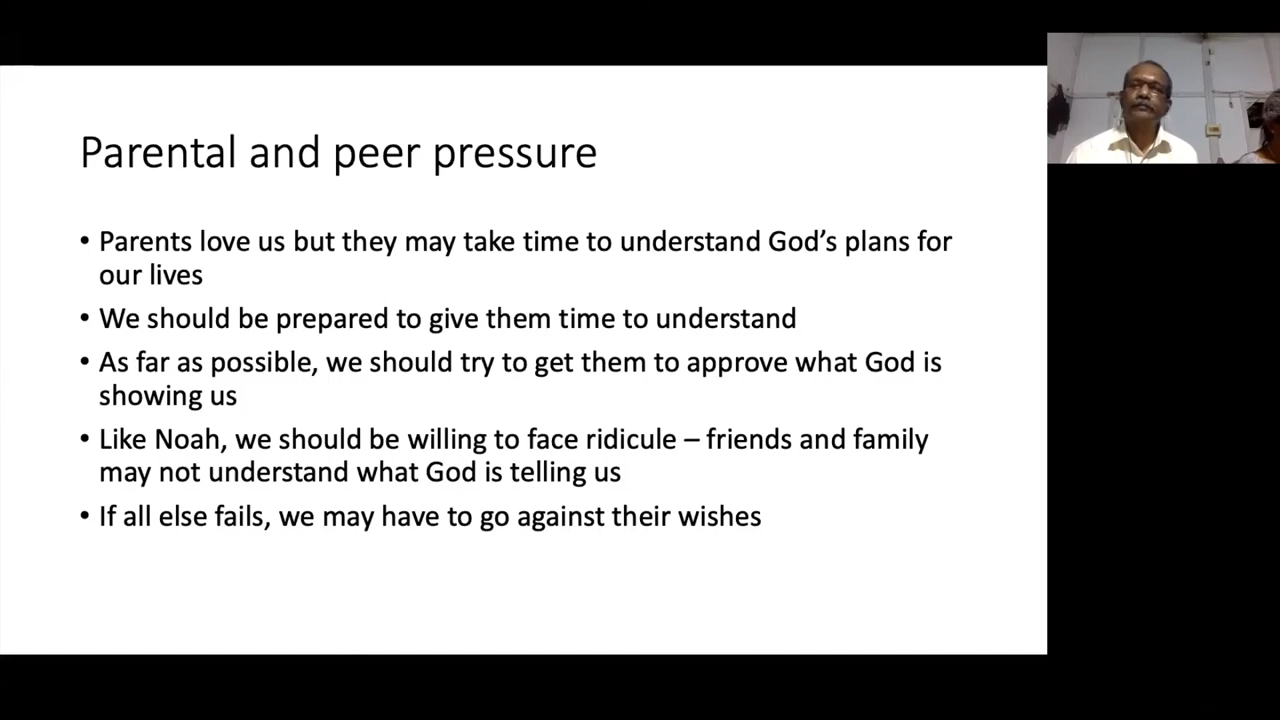 Parental and peer pressure
• Parents love us but they may take time to understand God’s plans for
our lives
• We should be prepared to give them time to understand
• As far as possible, we should try to get them to approve what God is
showing us
• Like Noah, we should be willing to face ridicule – friends and family
may not understand what God is telling us
• If all else fails, we may have to go against their wishes